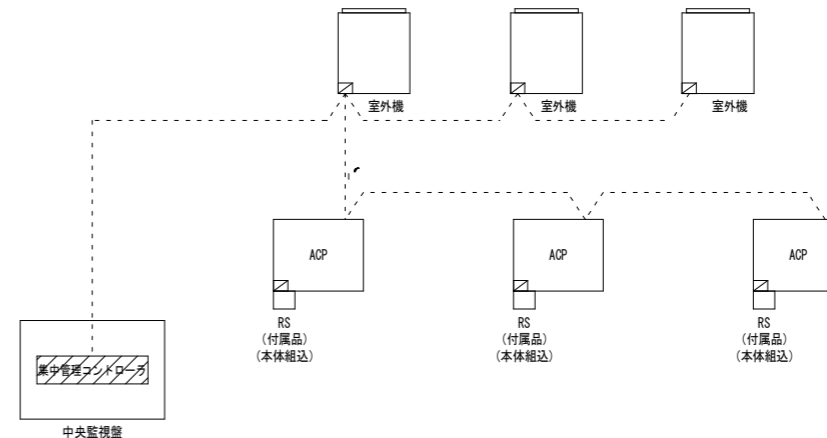 室外機
室外機
室外機
ACP
ACP
ACP
RS
(付属品)
(本体組込)
RS
(付属品)
(本体組込)
RS
(付属品)
(本体組込)
集中管理コントローラ
中央監視盤